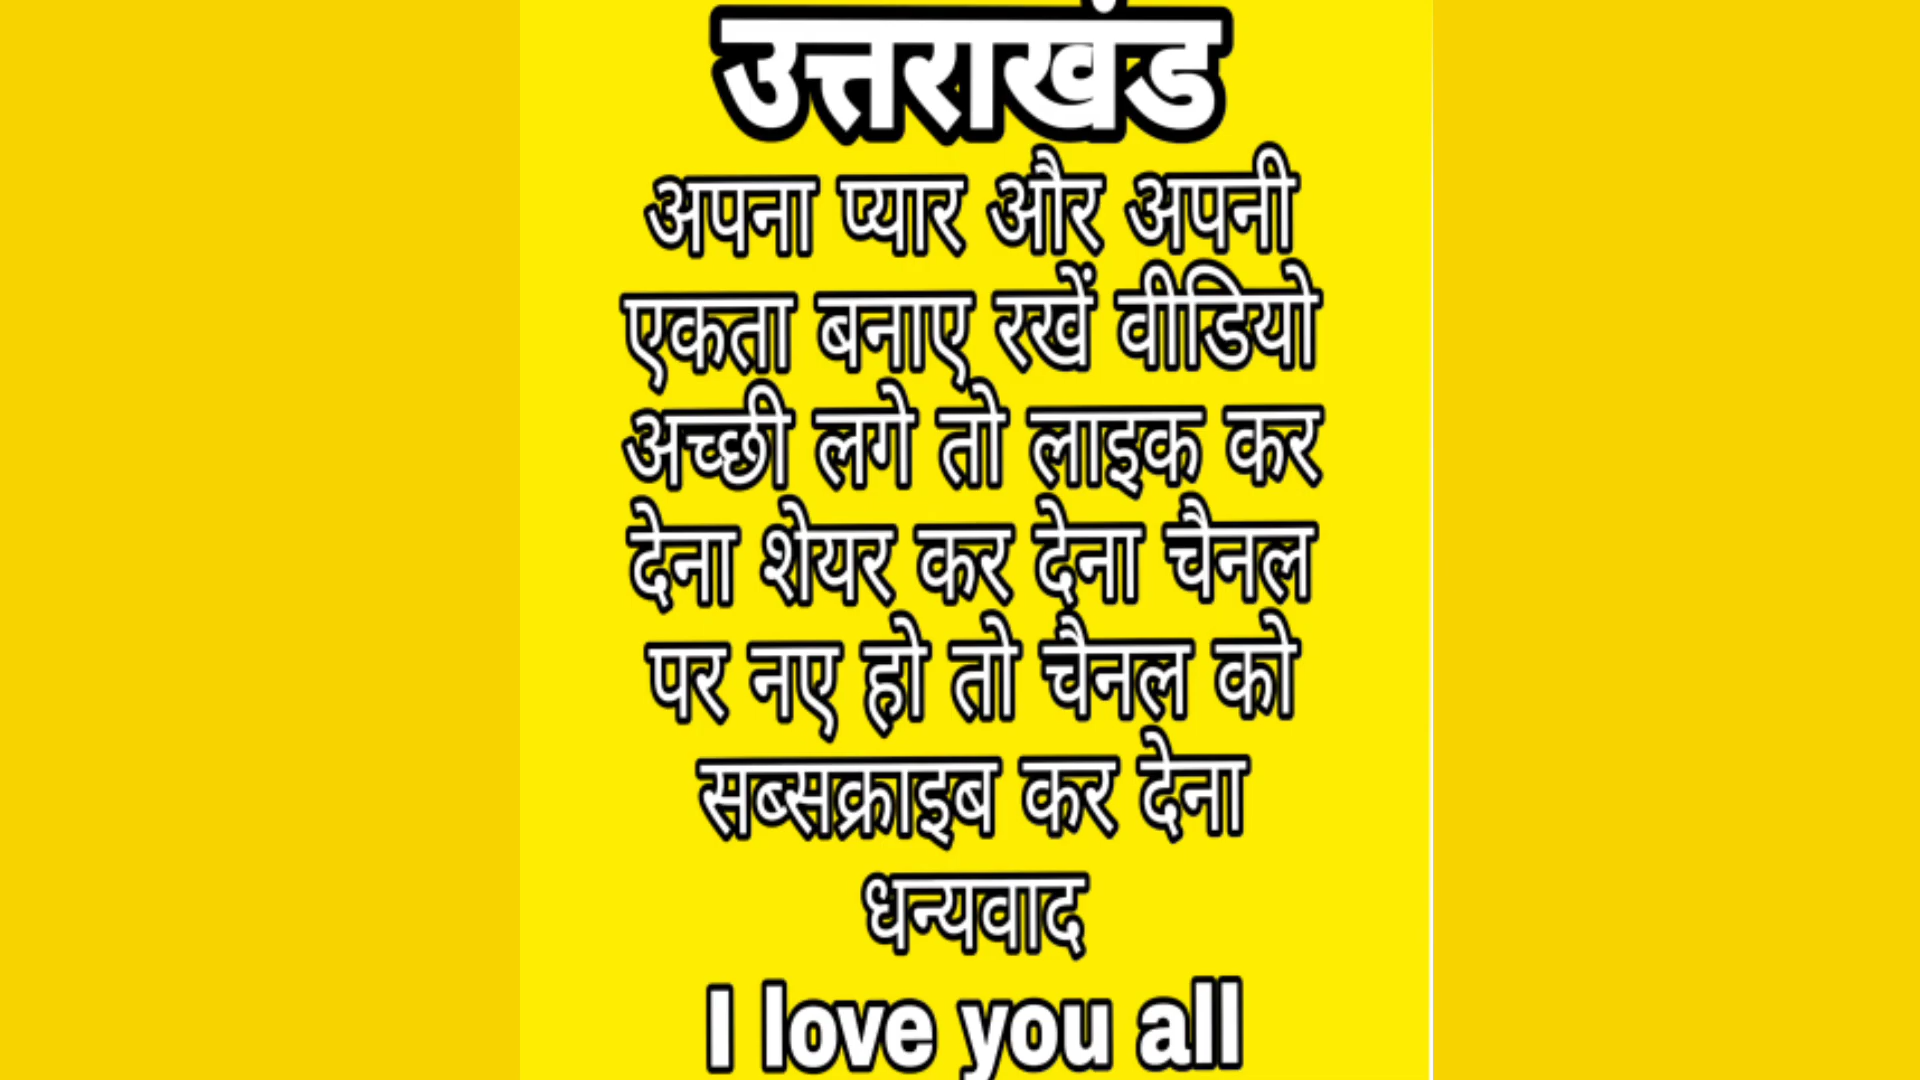 उत्तराखंड
अपना प्यार और अपनी
एकता बनाए रखें वीडियो
अच्छी लगे तो लाइक कर
देना शेयर कर देना चैनल
पर नए हो तो चैनल को
सब्सक्राइब कर देना
धन्यवाद
I love you all